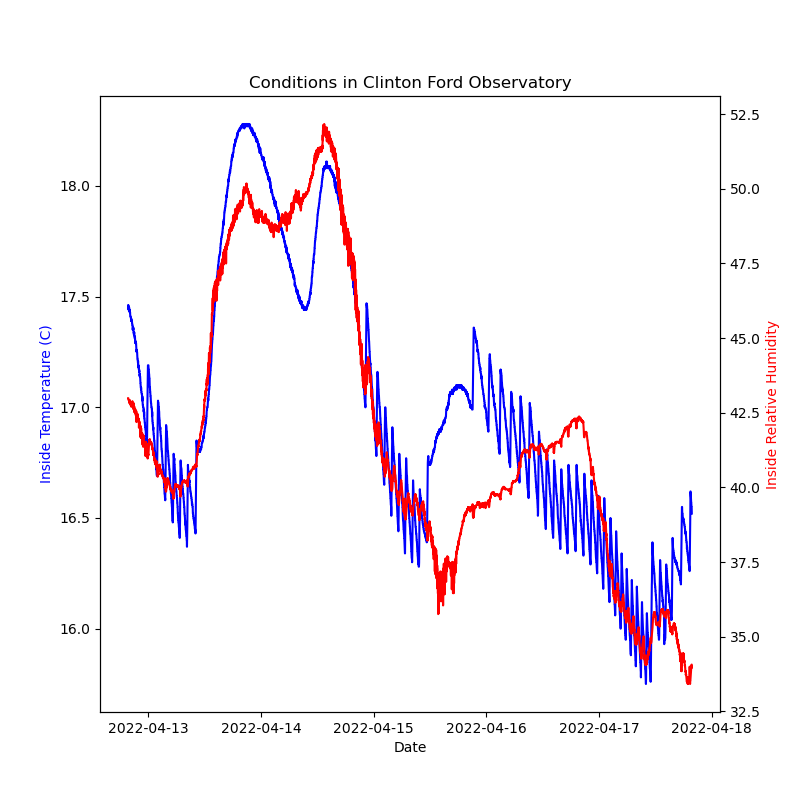 Conditions in Clinton Ford Observatory
Inside Temperature (C)
18.0
17.5
17.0
16.5
16.0
52.5
50.0
47.5
45.0
42.5
40.0
37.5
35.0
32.5
Inside Relative Humidity
2022-04-13 2022-04-14 2022-04-15 2022-04-16 2022-04-17 2022-04-18
Date